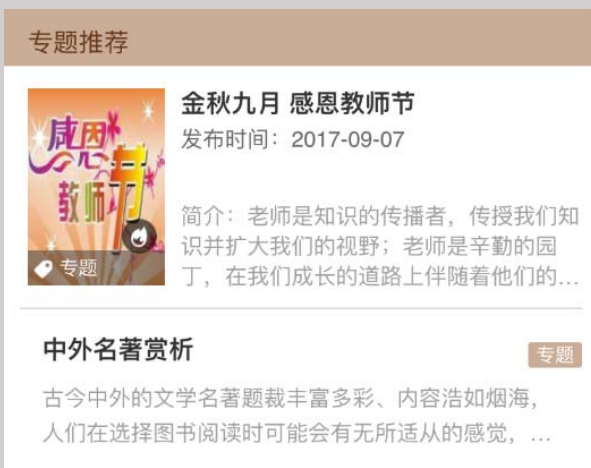 专题推荐
金秋九月 感恩教师节
发布时间：2017-09-07
感恩
教师节
专题
简介：老师是知识的传播者，传授我们知
识并扩大我们的视野；老师是辛勤的园
丁，在我们成长的道路上伴随着他们的...
中外名著赏析
专题
古今中外的文学名著题裁丰富多彩、内容浩如烟海，
人们在选择图书阅读时可能会有无所适从的感觉，...